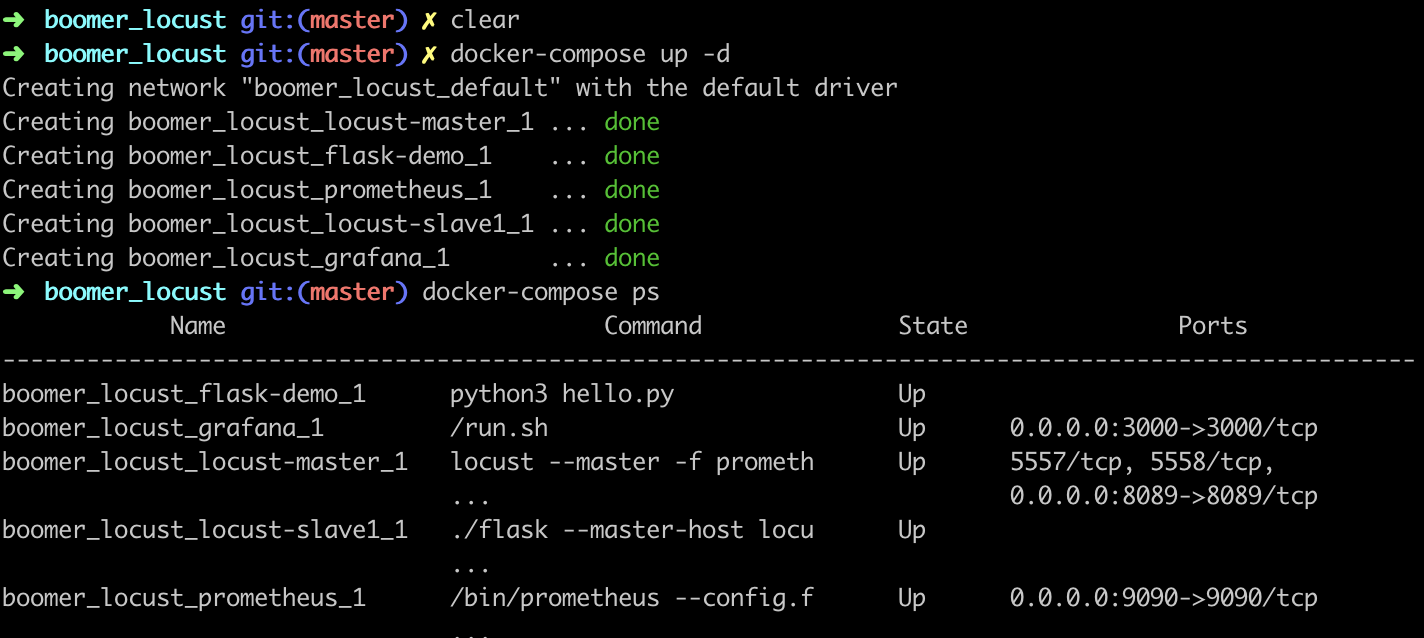 ➜ boomer_locust git:(master) ✗ clear
➜ boomer_locust git:(master) ✗ docker-compose up -d
Creating network "boomer_locust_default" with the default driver
Creating boomer_locust_locust-master_1 ... done
Creating boomer_locust_flask-demo_1    ... done
Creating boomer_locust_prometheus_1    ... done
Creating boomer_locust_locust-slave1_1 ... done
Creating boomer_locust_grafana_1       ... done
➜ boomer_locust git:(master) docker-compose ps
Name Command State Ports
-----------------------------------------------------------------------------------------------------
boomer_locust_flask-demo_1 python3 hello.py Up
boomer_locust_grafana_1 /run.sh Up 0.0.0.0:3000->3000/tcp
boomer_locust_locust-master_1 locust --master -f prometh Up 5557/tcp, 5558/tcp,
... 0.0.0.0:8089->8089/tcp
boomer_locust_locust-slave1_1 ./flask --master-host locu Up
...
boomer_locust_prometheus_1 /bin/prometheus --config.f Up 0.0.0.0:9090->9090/tcp
...